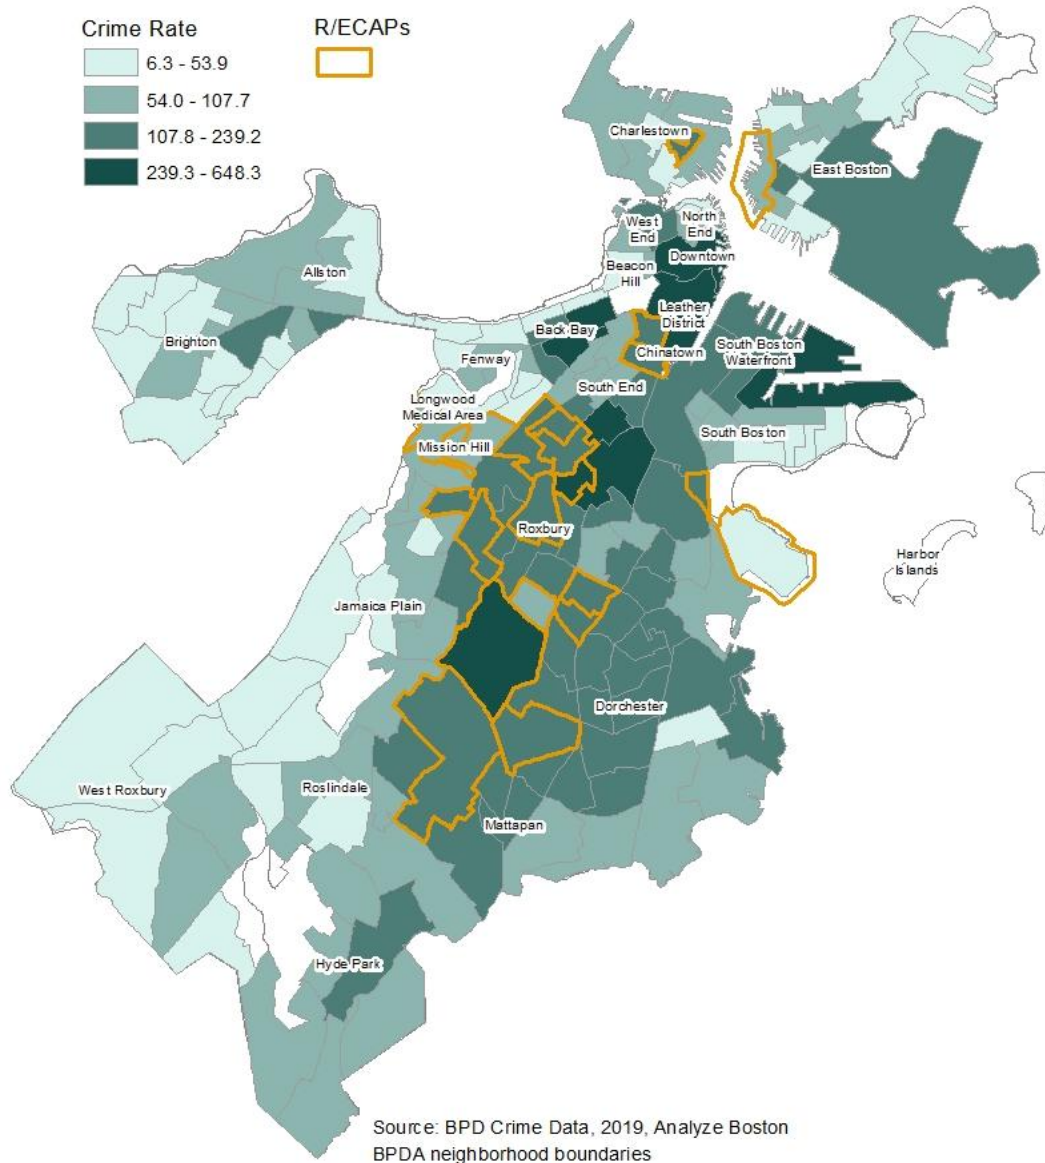 Crime Rate
6.3 - 53.9
54.0 - 107.7
107.8 - 239.2
239.3 - 648.3
R/ECAPs
Charlestown
East Boston
West
End
North
End
Downtown
Beacon
Hill
Allston
Leather
District
Back Bay
Brighton
Chinatown
South Boston
Waterfront
Fenway
South End
Longwood
Medical Area
South Boston
Mission Hill
Roxbury
Harbor
Islands
Jamaica Plain
Dorchester
West Roxbury
Roslindale
Mattapan
Hyde Park
Source: BPD Crime Data, 2019, Analyze Boston
BPDA neighborhood boundaries